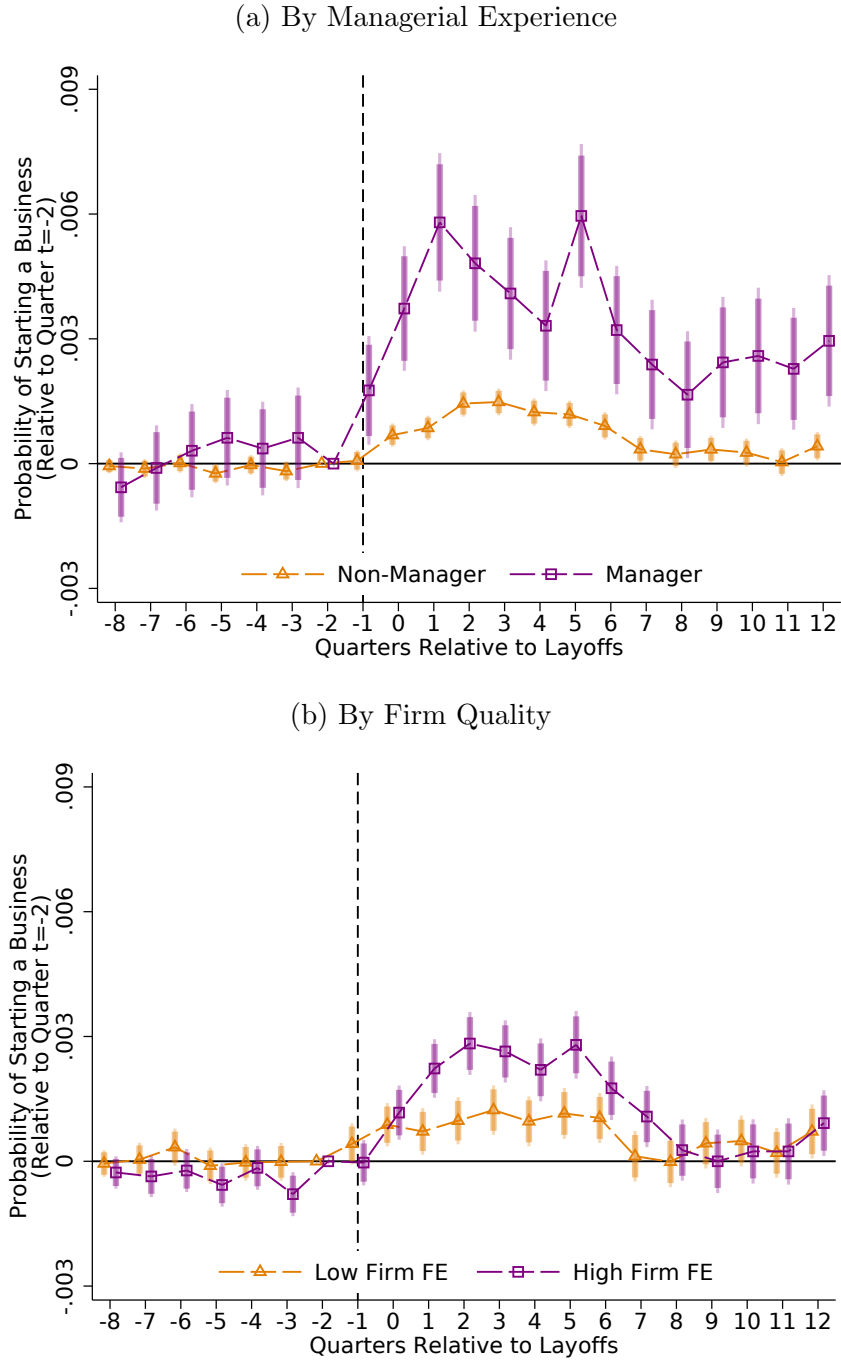 (a) By Managerial Experience
Probability of Starting a Business
(Relative to Quarter t=-2)
.009
.006
.003
0
-.003
Non-Manager
Manager
-8 -7 -6 -5 -4 -3 -2 -1 0 1 2 3 4 5 6 7 8 9 10 11 12
Quarters Relative to Layoffs
(b) By Firm Quality
Probability of Starting a Business
(Relative to Quarter t=-2)
.009
.006
.003
0
-.003
Low Firm FE
High Firm FE
-8 -7 -6 -5 -4 -3 -2 -1 0 1 2 3 4 5 6 7 8 9 10 11 12
Quarters Relative to Layoffs